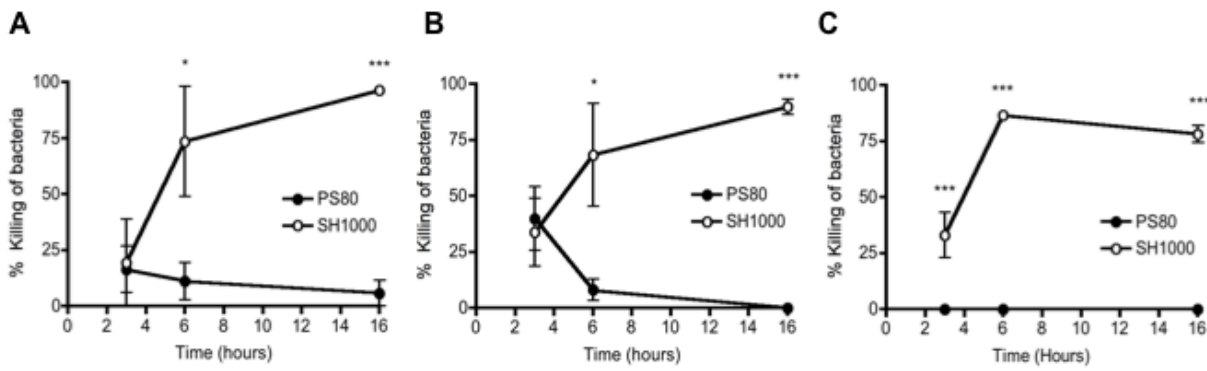 A
% Killing of bacteria
100
75
50
25
0
* ***
PS80
SH1000
0 2 4 6 8 10 12 14 16
Time (hours)
B
% Killing of bacteria
100
75
50
25
0
* ***
PS80
SH1000
0 2 4 6 8 10 12 14 16
Time (hours)
C
% Killing of bacteria
100
75
50
25
0
*** *** ***
PS80
SH1000
0 2 4 6 8 10 12 14 16
Time (Hours)